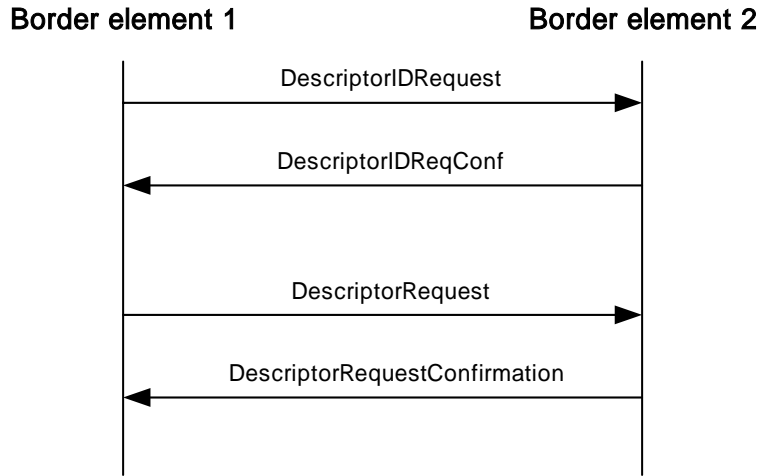 Border element 1
Border element 2
DescriptorIDRequest
DescriptorIDReqConf
DescriptorRequest
DescriptorRequestConfirmation